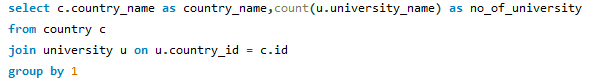 select c.country_name as country_name,count(u.university_name) as no_of_university
from country c
join university u on u.country_id = c.id
group by 1